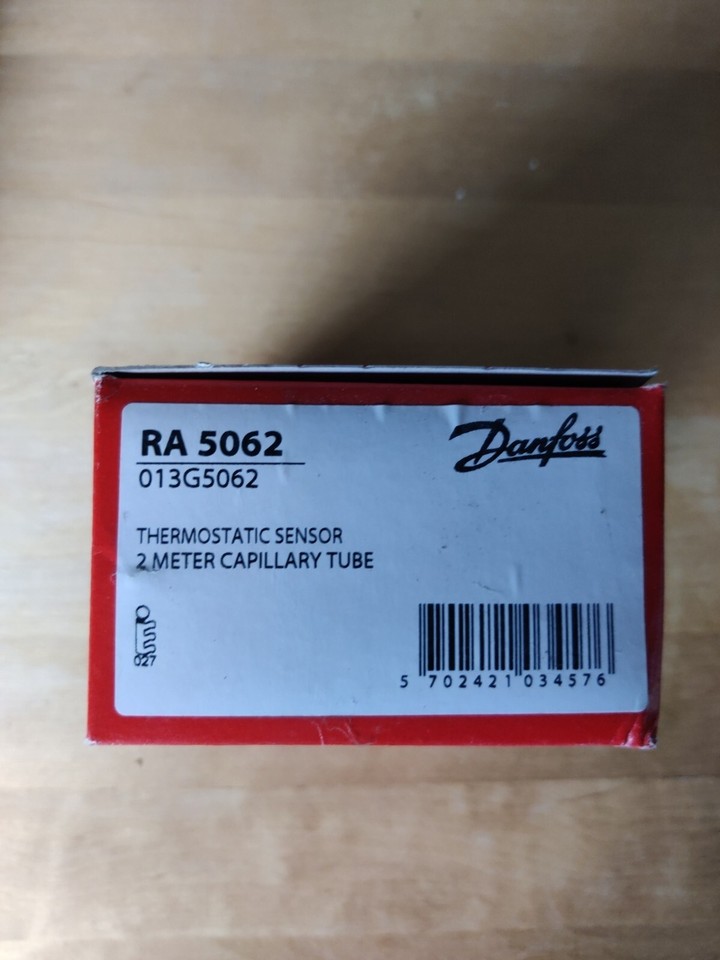 RA 5062
Danfoss
013G5062
THERMOSTATIC SENSOR
2 METER CAPILLARY TUBE
027
5 702421 034576